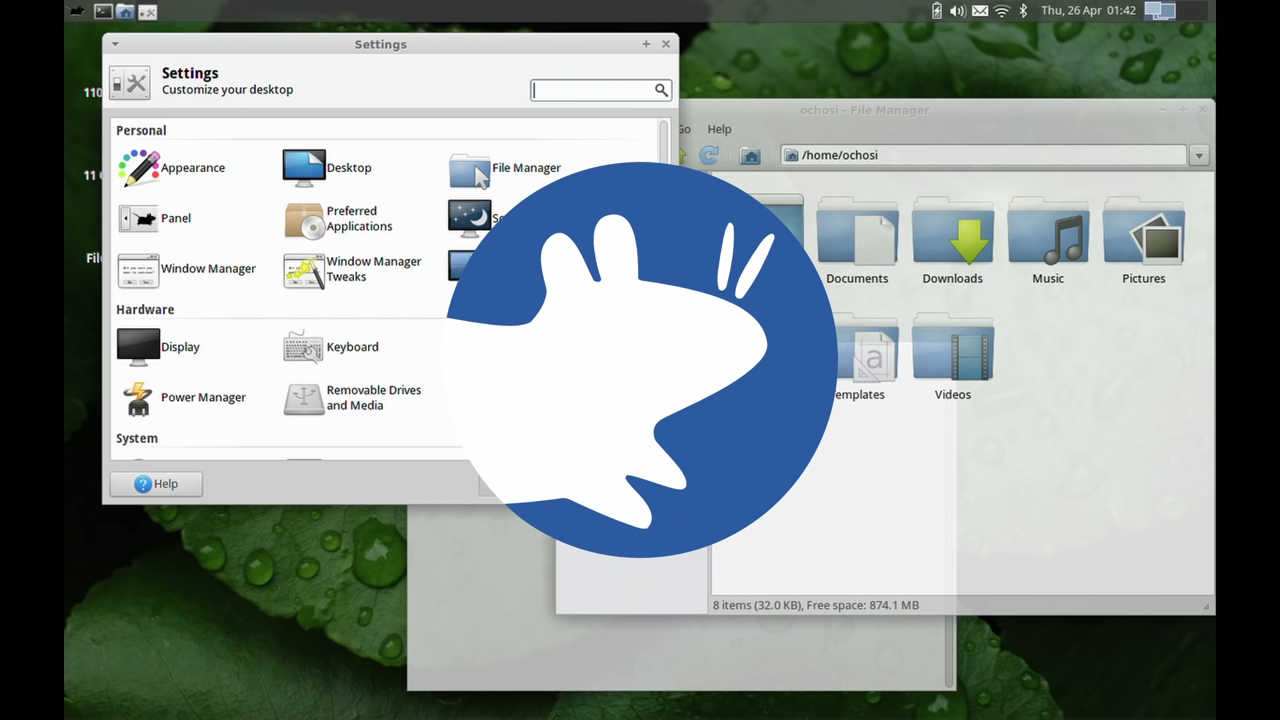 Thu, 26 Apr 01:42
Settings
Settings
Customize your desktop
110
Personal
Appearance
Desktop
File Manager
11
Panel
Preferred
Applications
Window Manager
Window Manager
Tweaks
Hardware
Display
Keyboard
Power Manager
Removable Drives
and Media
System
Help
ochosi - File Manager
Go Help
/home/ochosi
Documents
Downloads
Music
Pictures
emplates
Videos
8 items (32.0 KB), Free space: 874.1 MB